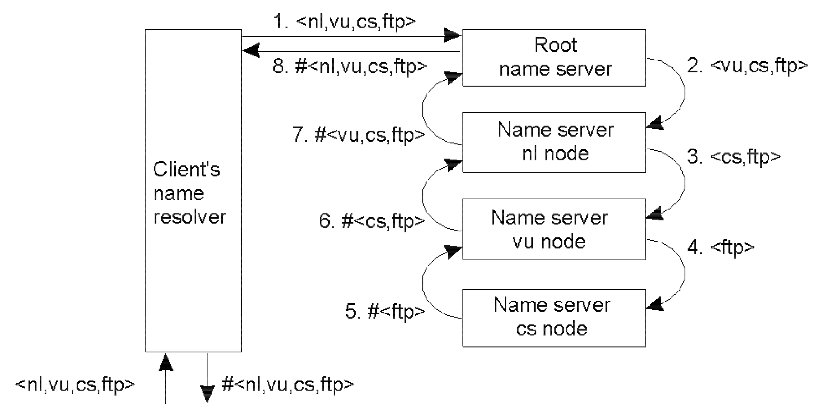 1. <nl,vu,cs,ftp>
Root
name server
8. #<nl,vu,cs,ftp>
2. <vu,cs,ftp>
Name server
nl node
7. #<vu,cs,ftp>
3. <cs,ftp>
Client's
name
resolver
Name server
vu node
6. #<cs,ftp>
4. <ftp>
Name server
cs node
5. #<ftp>
<nl,vu,cs,ftp>
#<nl,vu,cs,ftp>